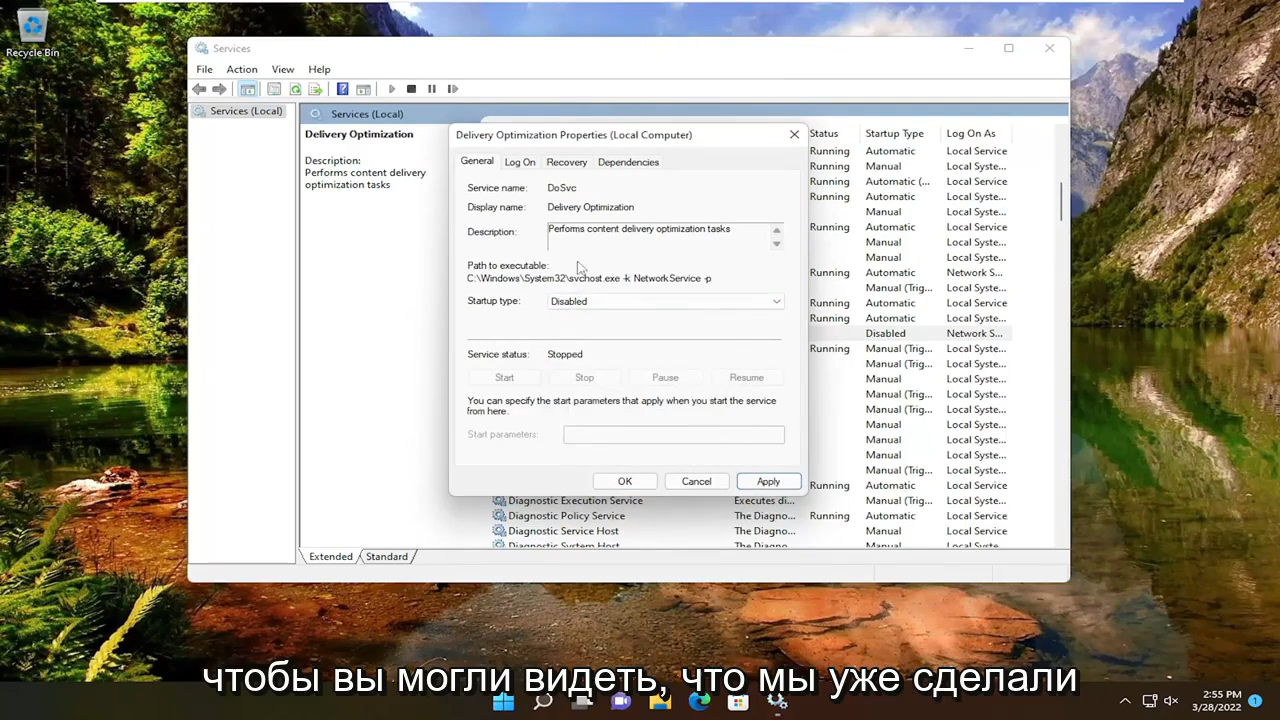 Recycle Bin
Services
File Action View Help
Services (Local)
Services (Local)
Delivery Optimization
Description:
Performs content delivery
optimization tasks
Status Startup Type Log On As
Running Automatic Local Service
Running Manual Local Syste...
Running Automatic (... Local Service
Manual Local Syste...
Running Automatic Local Service
Manual Local Syste...
Manual Local Syste...
Running Automatic Network S...
Manual (Trig... Local Syste...
Running Automatic Local Service
Running Automatic Local Syste...
Disabled Network S...
Running Manual (Trig... Local Syste...
Manual Local Syste...
Manual (Trig... Local Syste...
Manual (Trig... Local Syste...
Manual Local Syste...
Manual Local Syste...
Manual Local Syste...
Manual (Trig... Local Syste...
Running Automatic Local Service
Diagnostic Execution Service Executes di... Manual (Trig... Local Syste...
Diagnostic Policy Service The Diagno... Running Automatic Local Service
Diagnostic Service Host The Diagno... Manual Local Service
Diagnostic System Host The Diagno... Manual Local Syste...
Extended Standard
Delivery Optimization Properties (Local Computer)
General Log On Recovery Dependencies
Service name: DoSvc
Display name: Delivery Optimization
Description: Performs content delivery optimization tasks
Path to executable:
C:\Windows\System32\svchost.exe -k NetworkService -p
Startup type: Disabled
Service status: Stopped
Start Stop Pause Resume
You can specify the start parameters that apply when you start the service
from here.
Start parameters:
OK Cancel Apply
чтобы вы могли видеть, что мы уже сделали
2:55 PM
3/28/2022
1